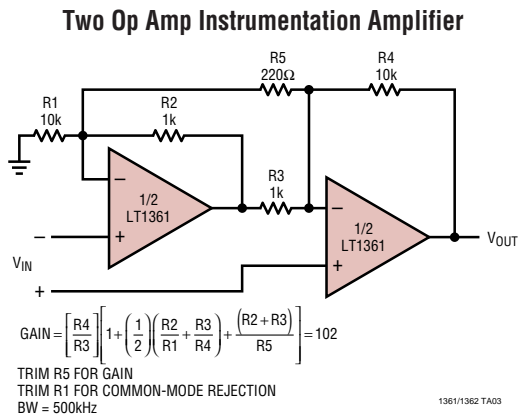 Two Op Amp Instrumentation Amplifier
R5
220Ω
R4
10k
R1
10k
R2
1k
R3
1k
–
+
1/2
LT1361
–
+
1/2
LT1361
VOUT
–
VIN
+
GAIN = [R4/R3][1 + (1/2)(R2/R1 + R3/R4) + (R2 + R3)/R5] = 102
TRIM R5 FOR GAIN
TRIM R1 FOR COMMON-MODE REJECTION
BW = 500kHz
1361/1362 TA03